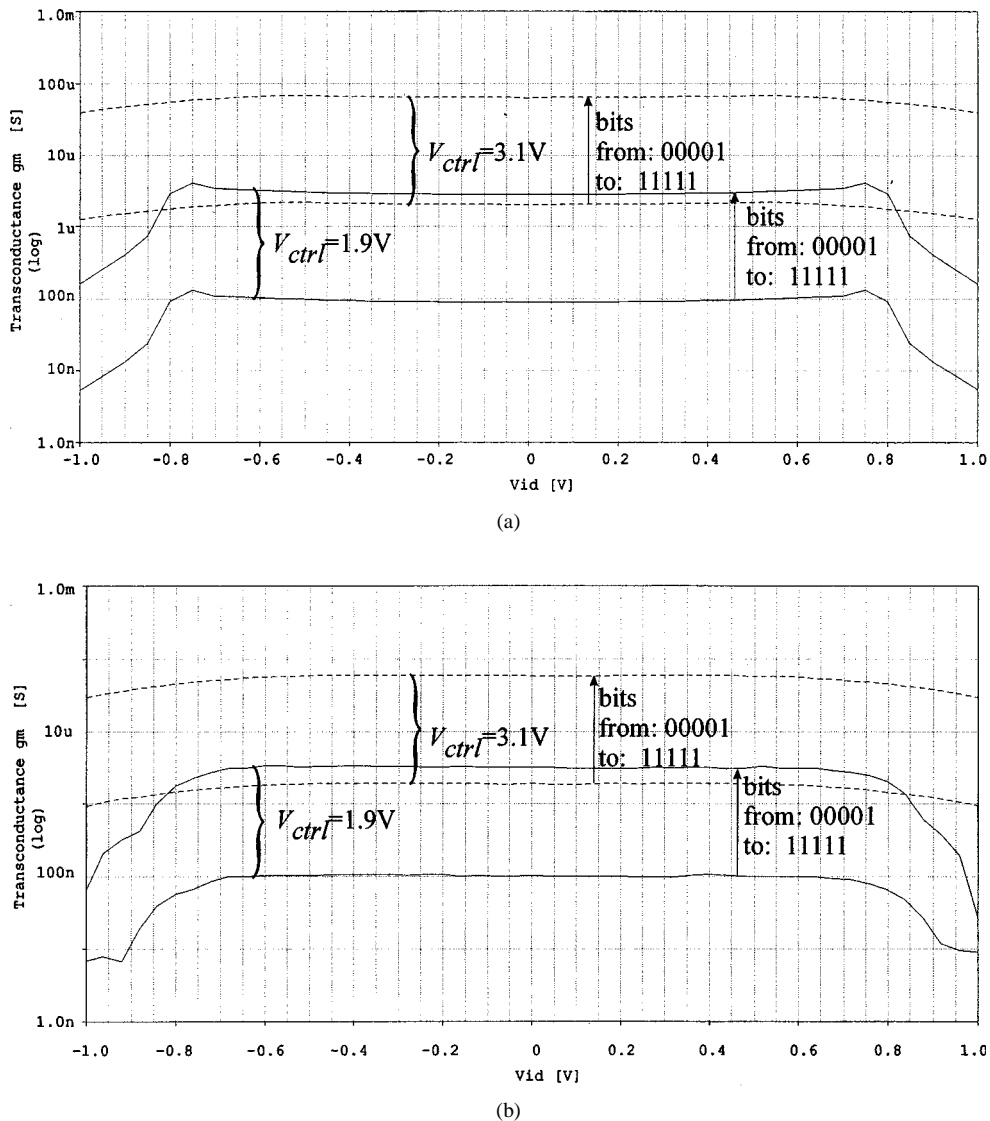 1.0m
100u
10u
1u
100n
10n
1.0n
Transconductance gm [S]
(log)
V_ctrl=3.1V
bits
from: 00001
to: 11111
V_ctrl=1.9V
bits
from: 00001
to: 11111
-1.0 -0.8 -0.6 -0.4 -0.2 0 0.2 0.4 0.6 0.8 1.0
Vid [V]
(a)
1.0m
10u
100n
1.0n
Transconductance gm [S]
(log)
V_ctrl=3.1V
bits
from: 00001
to: 11111
V_ctrl=1.9V
bits
from: 00001
to: 11111
-1.0 -0.8 -0.6 -0.4 -0.2 0 0.2 0.4 0.6 0.8 1.0
Vid [V]
(b)